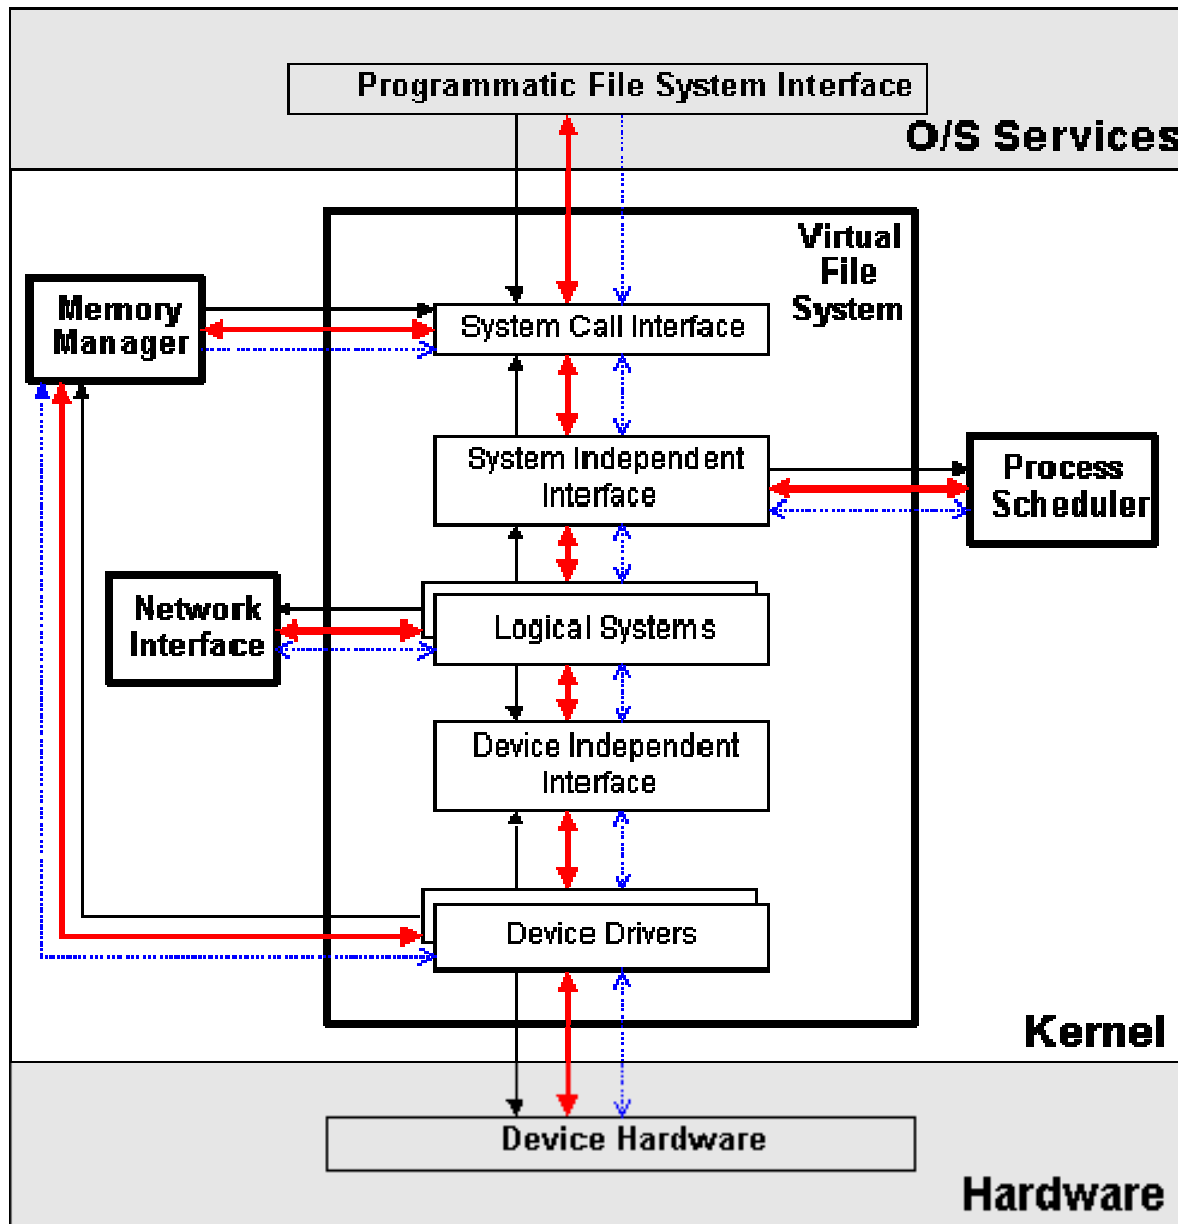 Programmatic File System Interface
O/S Services
Virtual
File
System
Memory
Manager
System Call Interface
System Independent
Interface
Process
Scheduler
Network
Interface
Logical Systems
Device Independent
Interface
Device Drivers
Kernel
Device Hardware
Hardware